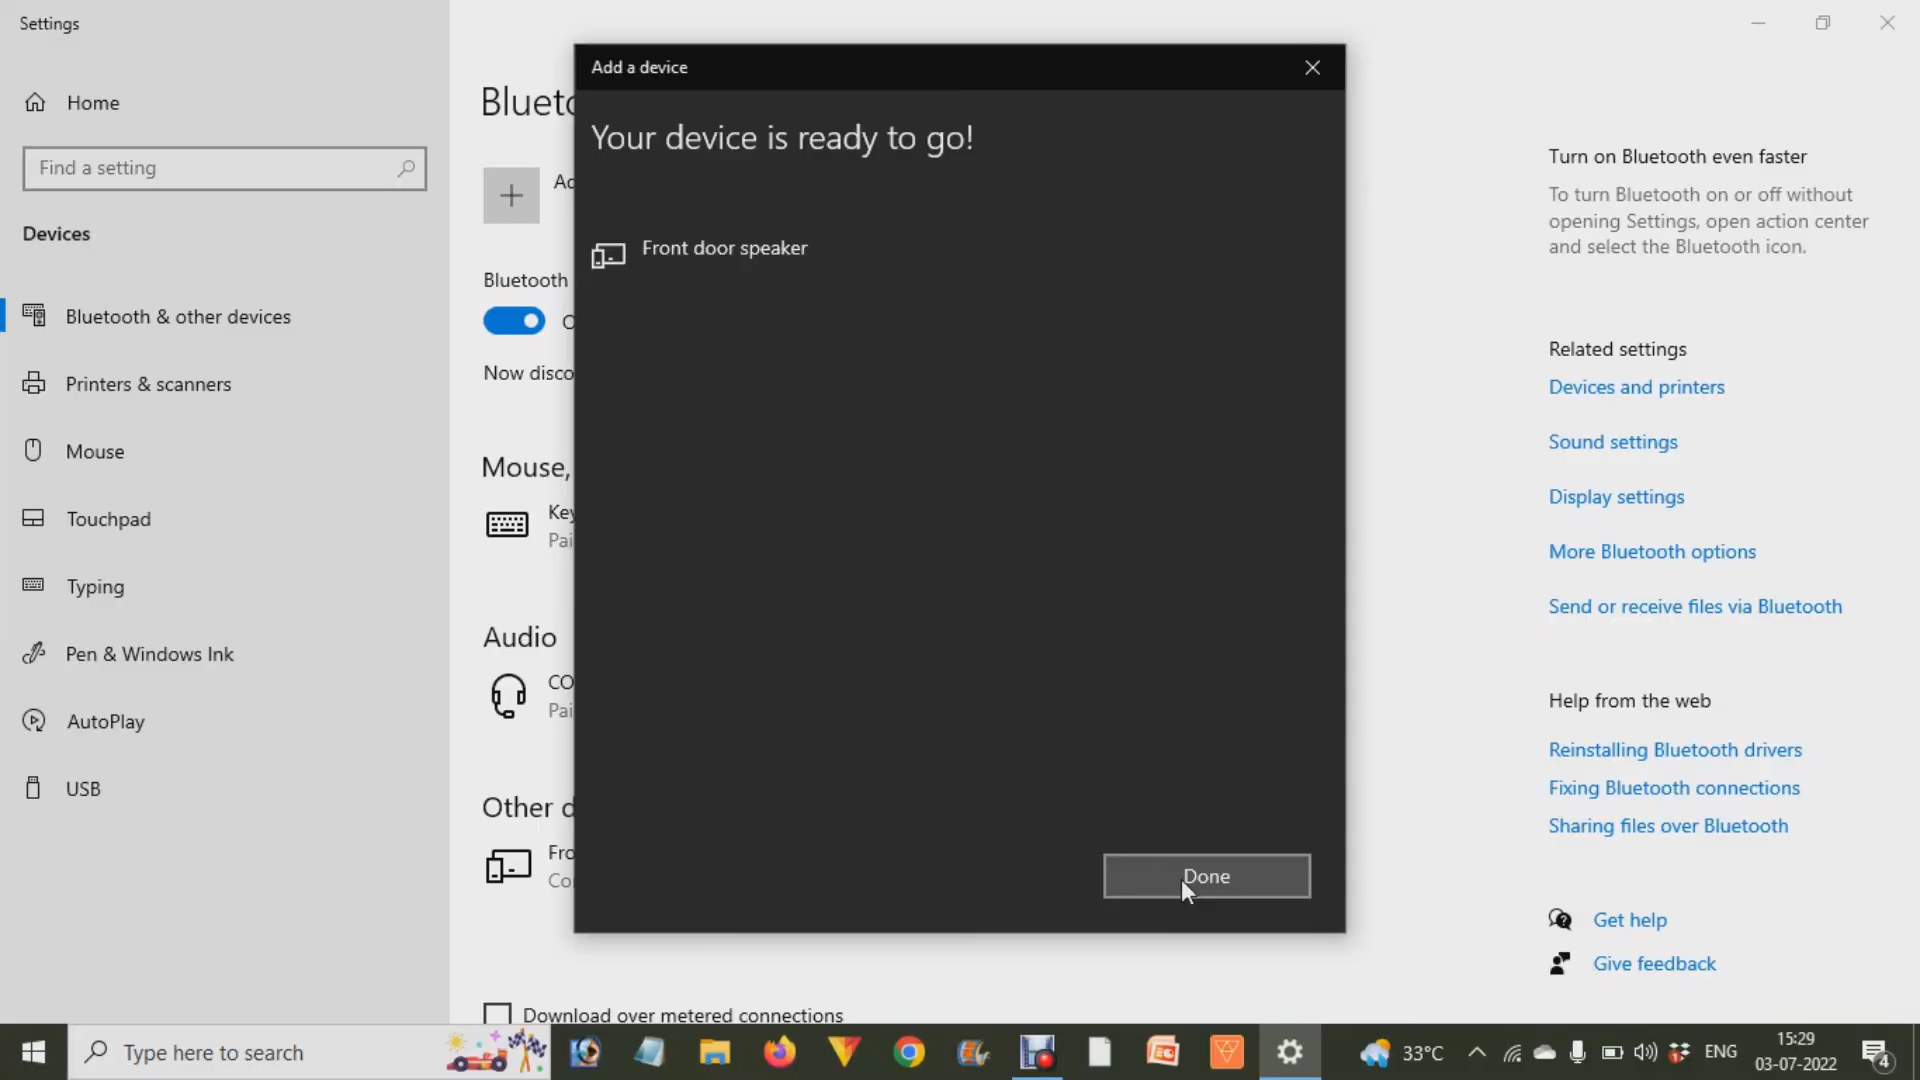 Settings
Home
Find a setting
Devices
Bluetooth & other devices
Printers & scanners
Mouse
Touchpad
Typing
Pen & Windows Ink
AutoPlay
USB
Bluetooth
Now disco
Mouse,
Key
Pai
Audio
CO
Pai
Other d
Fro
Co
Download over metered connections
Add a device
Your device is ready to go!
Front door speaker
Done
Turn on Bluetooth even faster
To turn Bluetooth on or off without
opening Settings, open action center
and select the Bluetooth icon.
Related settings
Devices and printers
Sound settings
Display settings
More Bluetooth options
Send or receive files via Bluetooth
Help from the web
Reinstalling Bluetooth drivers
Fixing Bluetooth connections
Sharing files over Bluetooth
Get help
Give feedback
Type here to search
33°C
ENG
15:29
03-07-2022
4